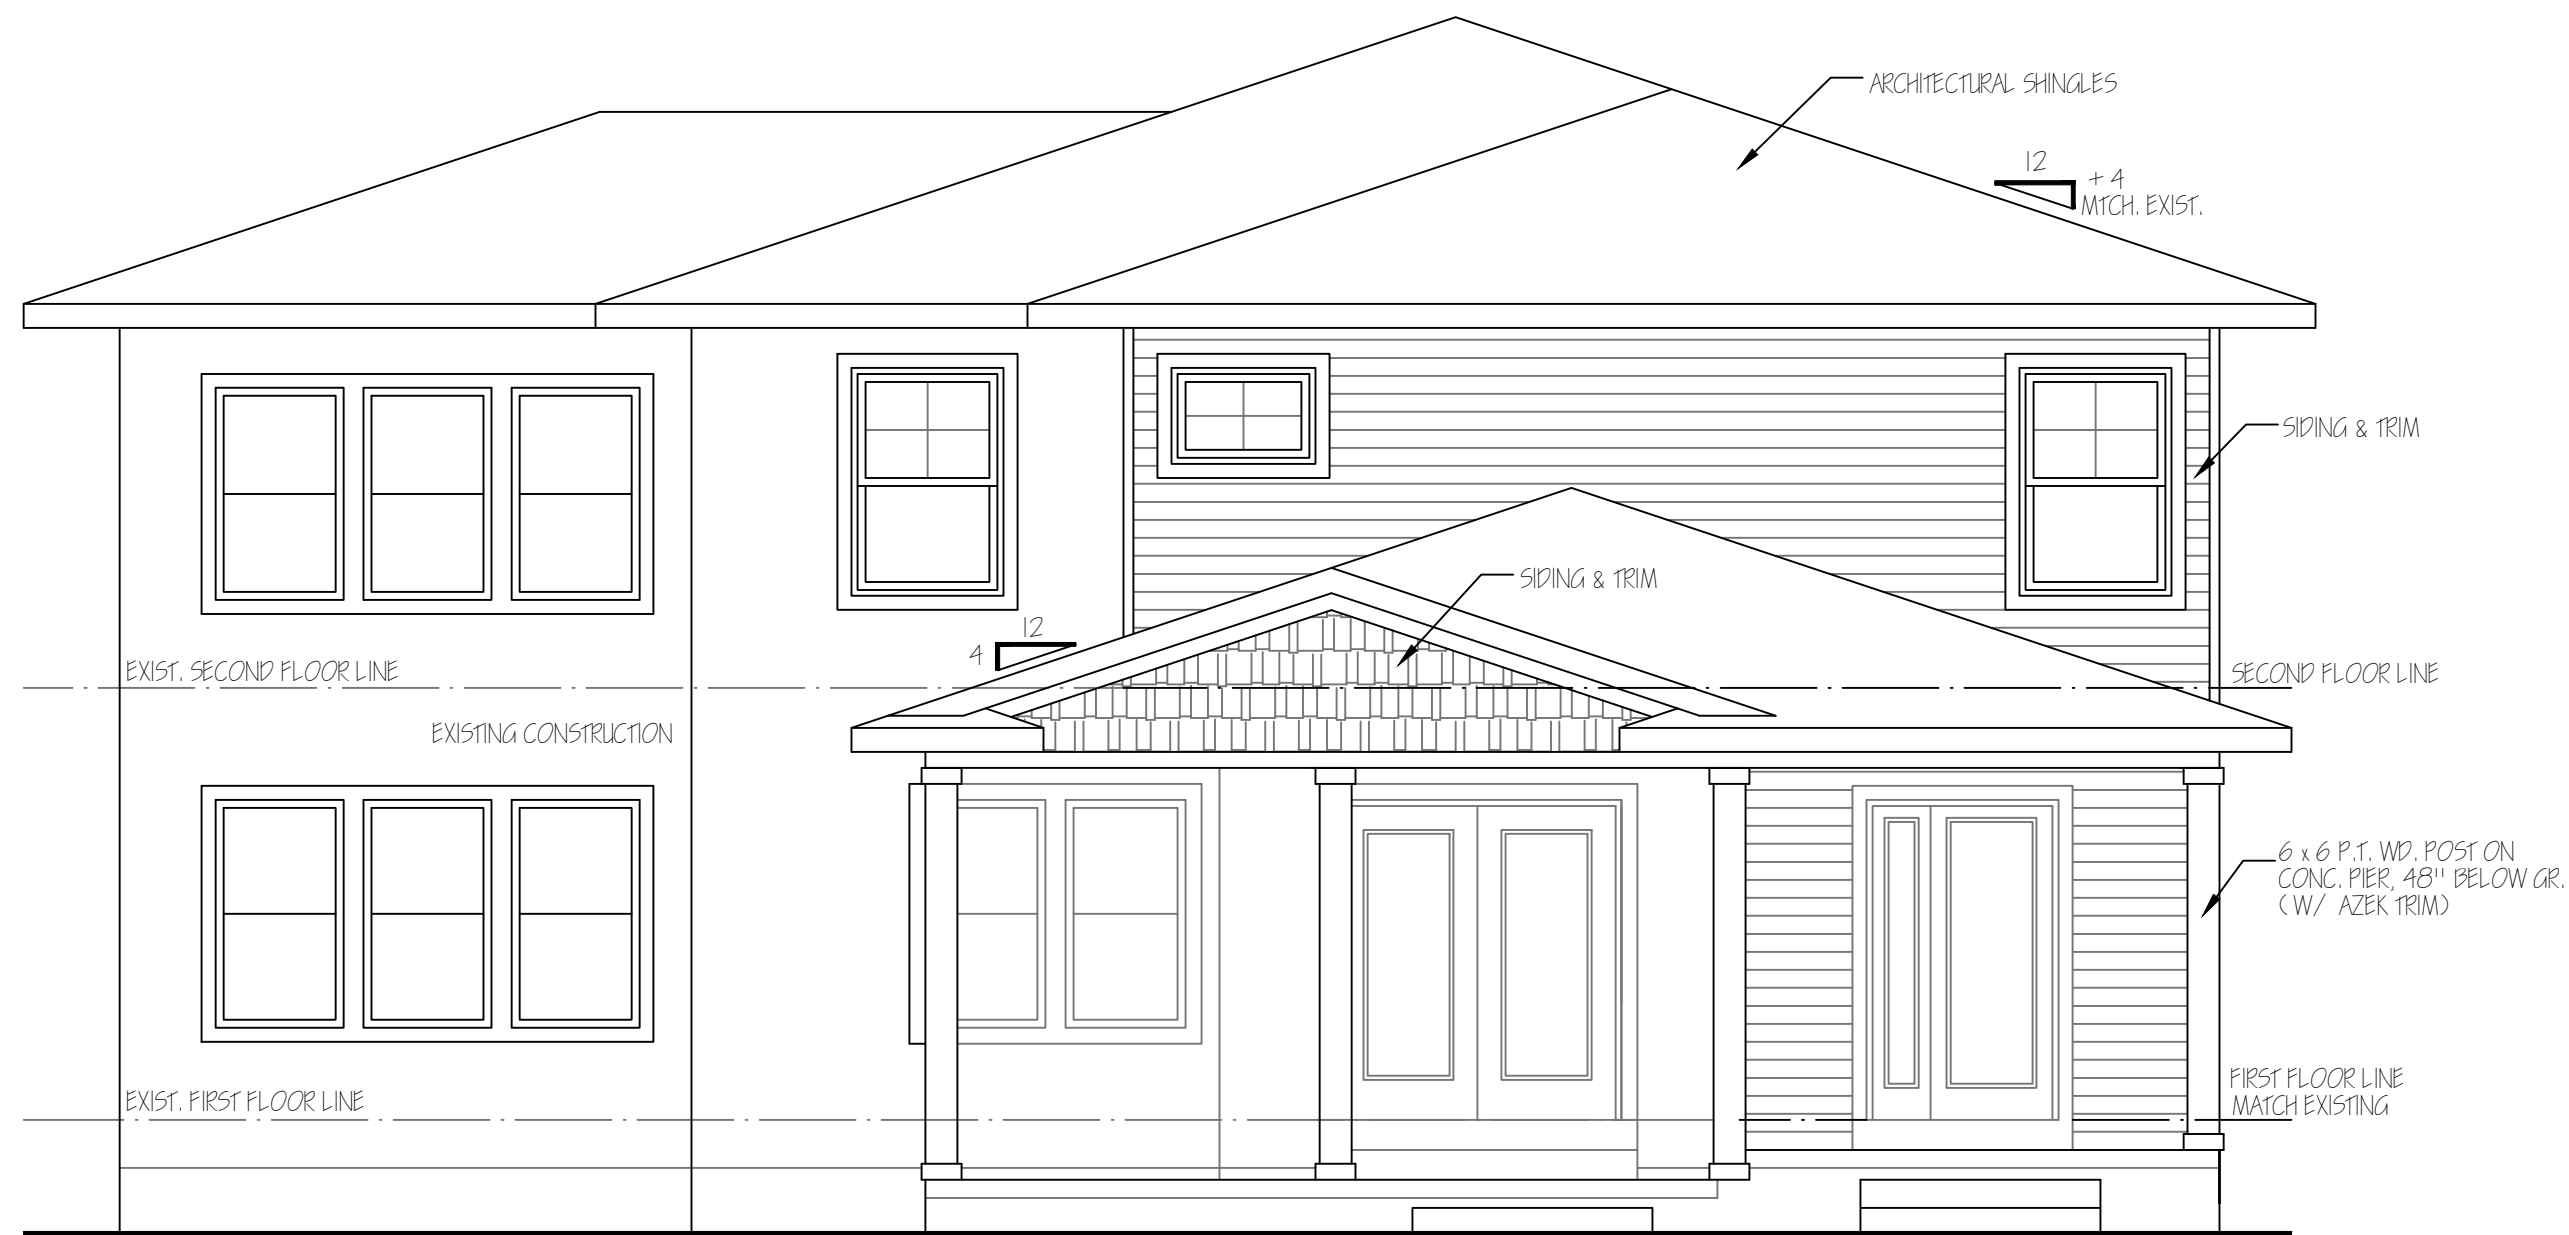 ARCHITECTURAL SHINGLES
12
+ 4
MTCH. EXIST.
SIDING & TRIM
SIDING & TRIM
12
4
EXIST. SECOND FLOOR LINE
SECOND FLOOR LINE
EXISTING CONSTRUCTION
6 x 6 P.T. WD. POST ON
CONC. PIER, 48" BELOW GR.
( W/ AZEK TRIM)
EXIST. FIRST FLOOR LINE
FIRST FLOOR LINE
MATCH EXISTING